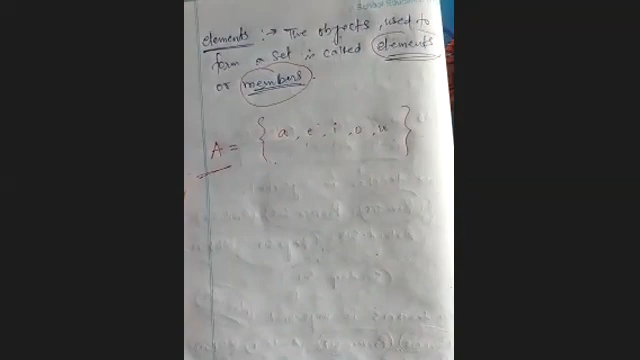 elements :→ The objects, used to
form a set is called elements
or members.
A = { a, e, i, o, u }